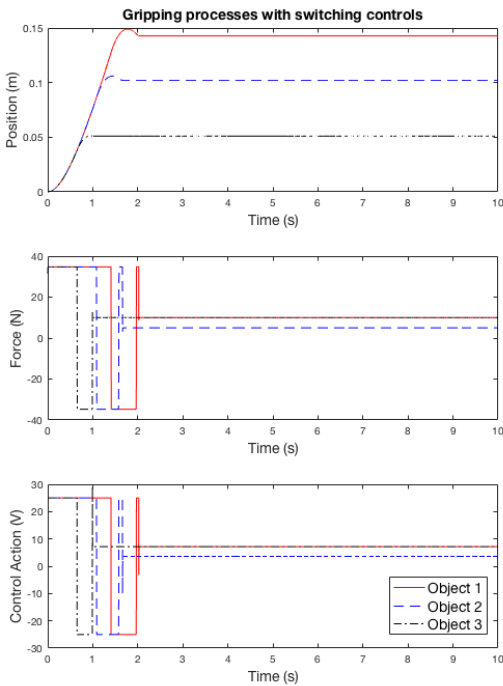 Gripping processes with switching controls
0.15
0.1
0.05
0
Position (m)
0 1 2 3 4 5 6 7 8 9 10
Time (s)
40
20
0
-20
-40
Force (N)
0 1 2 3 4 5 6 7 8 9 10
Time (s)
30
20
10
0
-10
-20
-30
Control Action (V)
Object 1
Object 2
Object 3
0 1 2 3 4 5 6 7 8 9 10
Time (s)